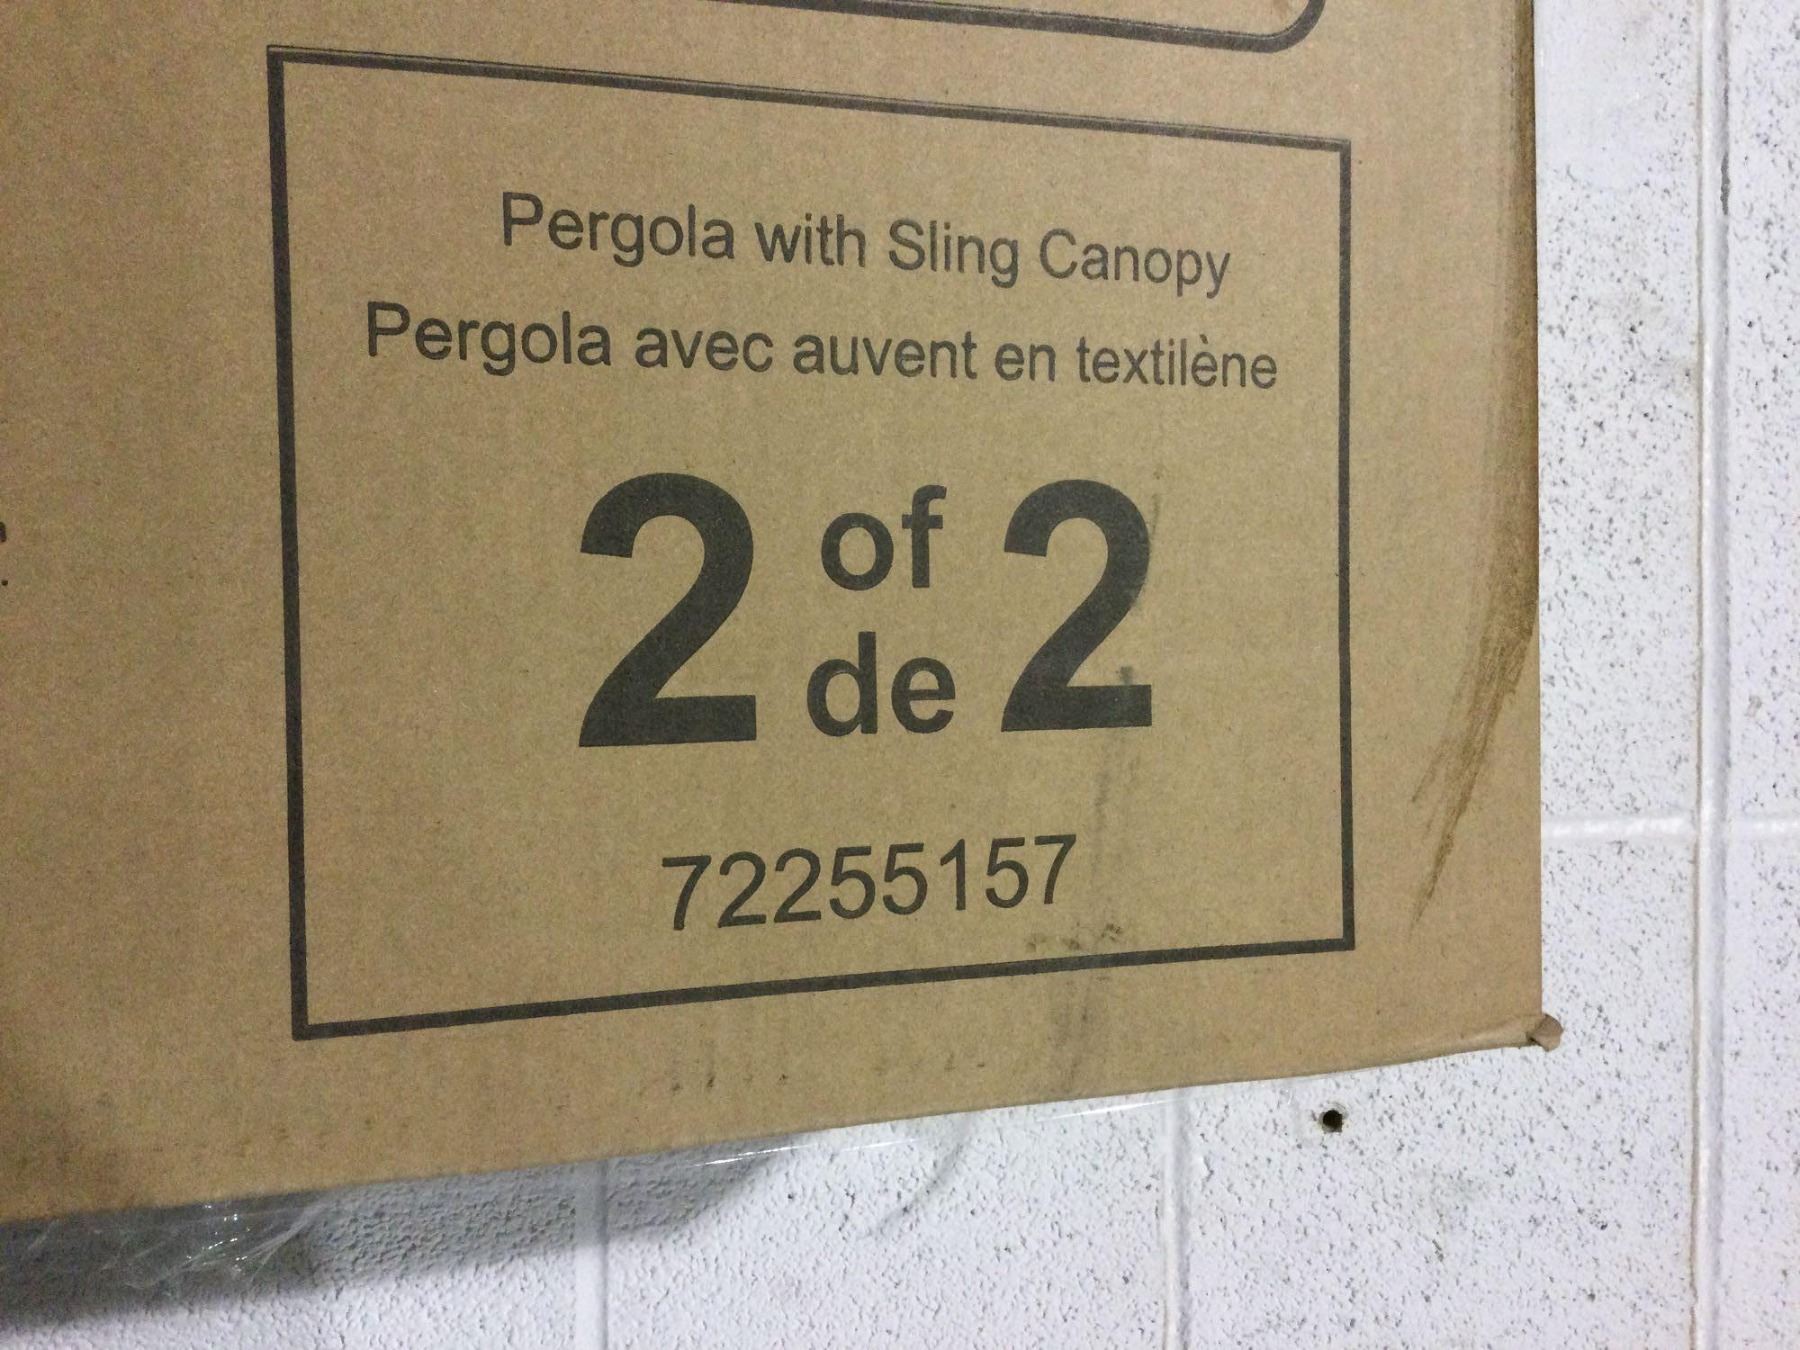 Pergola with Sling Canopy
Pergola avec auvent en textilène
2 of 2
de
72255157